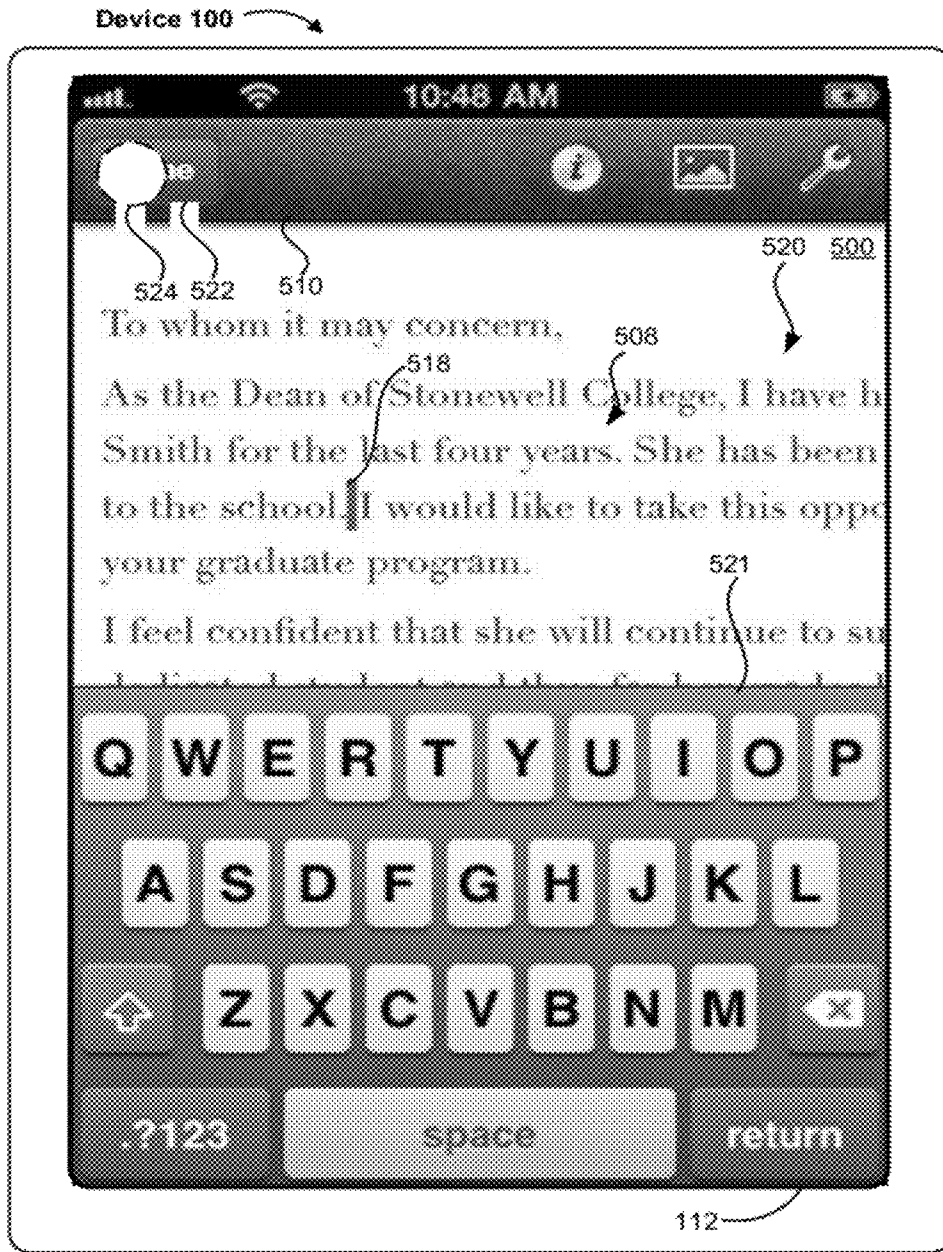 Device 100
10:48 AM
i
520 500
524 522 510
To whom it may concern,
508
518
As the Dean of Stonewell College, I have h
Smith for the last four years. She has been
to the school. I would like to take this oppo
your graduate program.
521
I feel confident that she will continue to su
Q W E R T Y U I O P
A S D F G H J K L
Z X C V B N M
.?123 space return
112